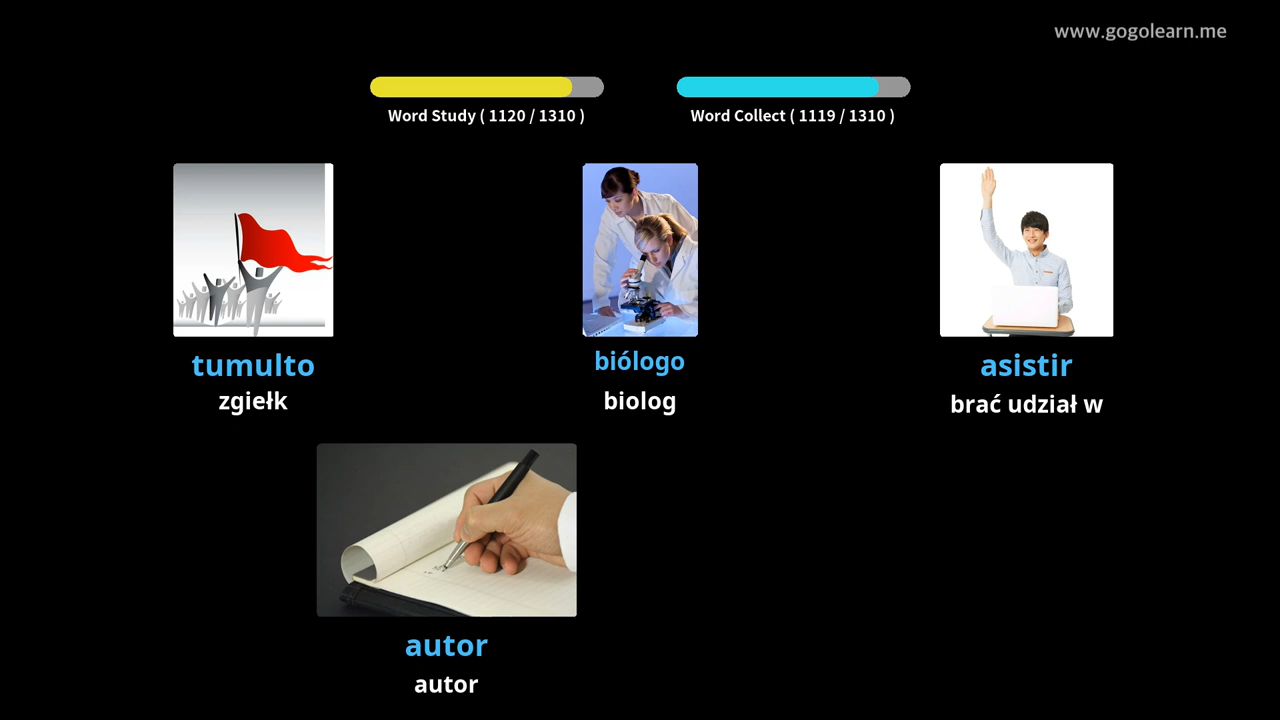 www.gogolearn.me
Word Study ( 1120 / 1310 )
Word Collect ( 1119 / 1310 )
tumulto
zgiełk
biólogo
biolog
asistir
brać udział w
autor
autor